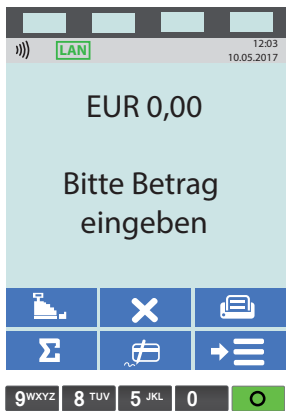 LAN
12:03
10.05.2017
EUR 0,00
Bitte Betrag
eingeben
Σ
9WXYZ 8 TUV 5 JKL 0